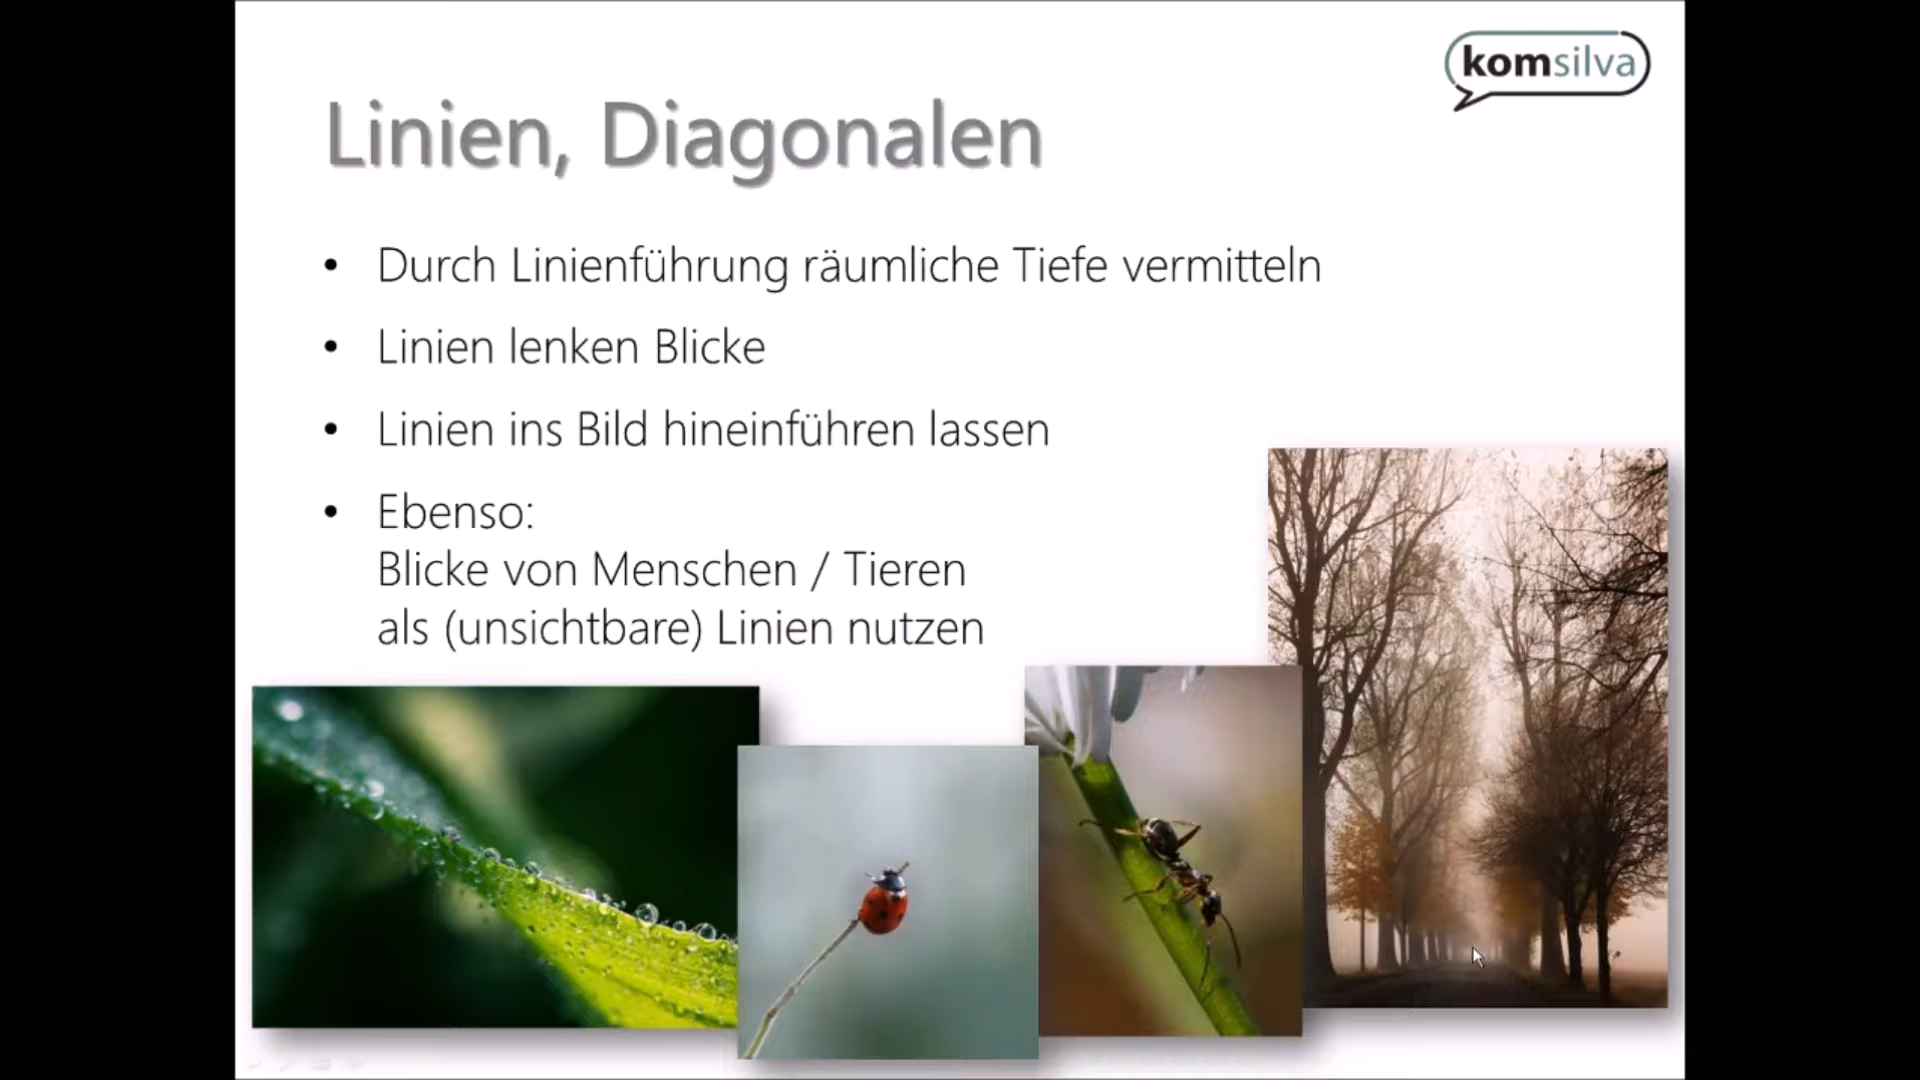 komsilva
Linien, Diagonalen
• Durch Linienführung räumliche Tiefe vermitteln
• Linien lenken Blicke
• Linien ins Bild hineinführen lassen
• Ebenso:
Blicke von Menschen / Tieren
als (unsichtbare) Linien nutzen